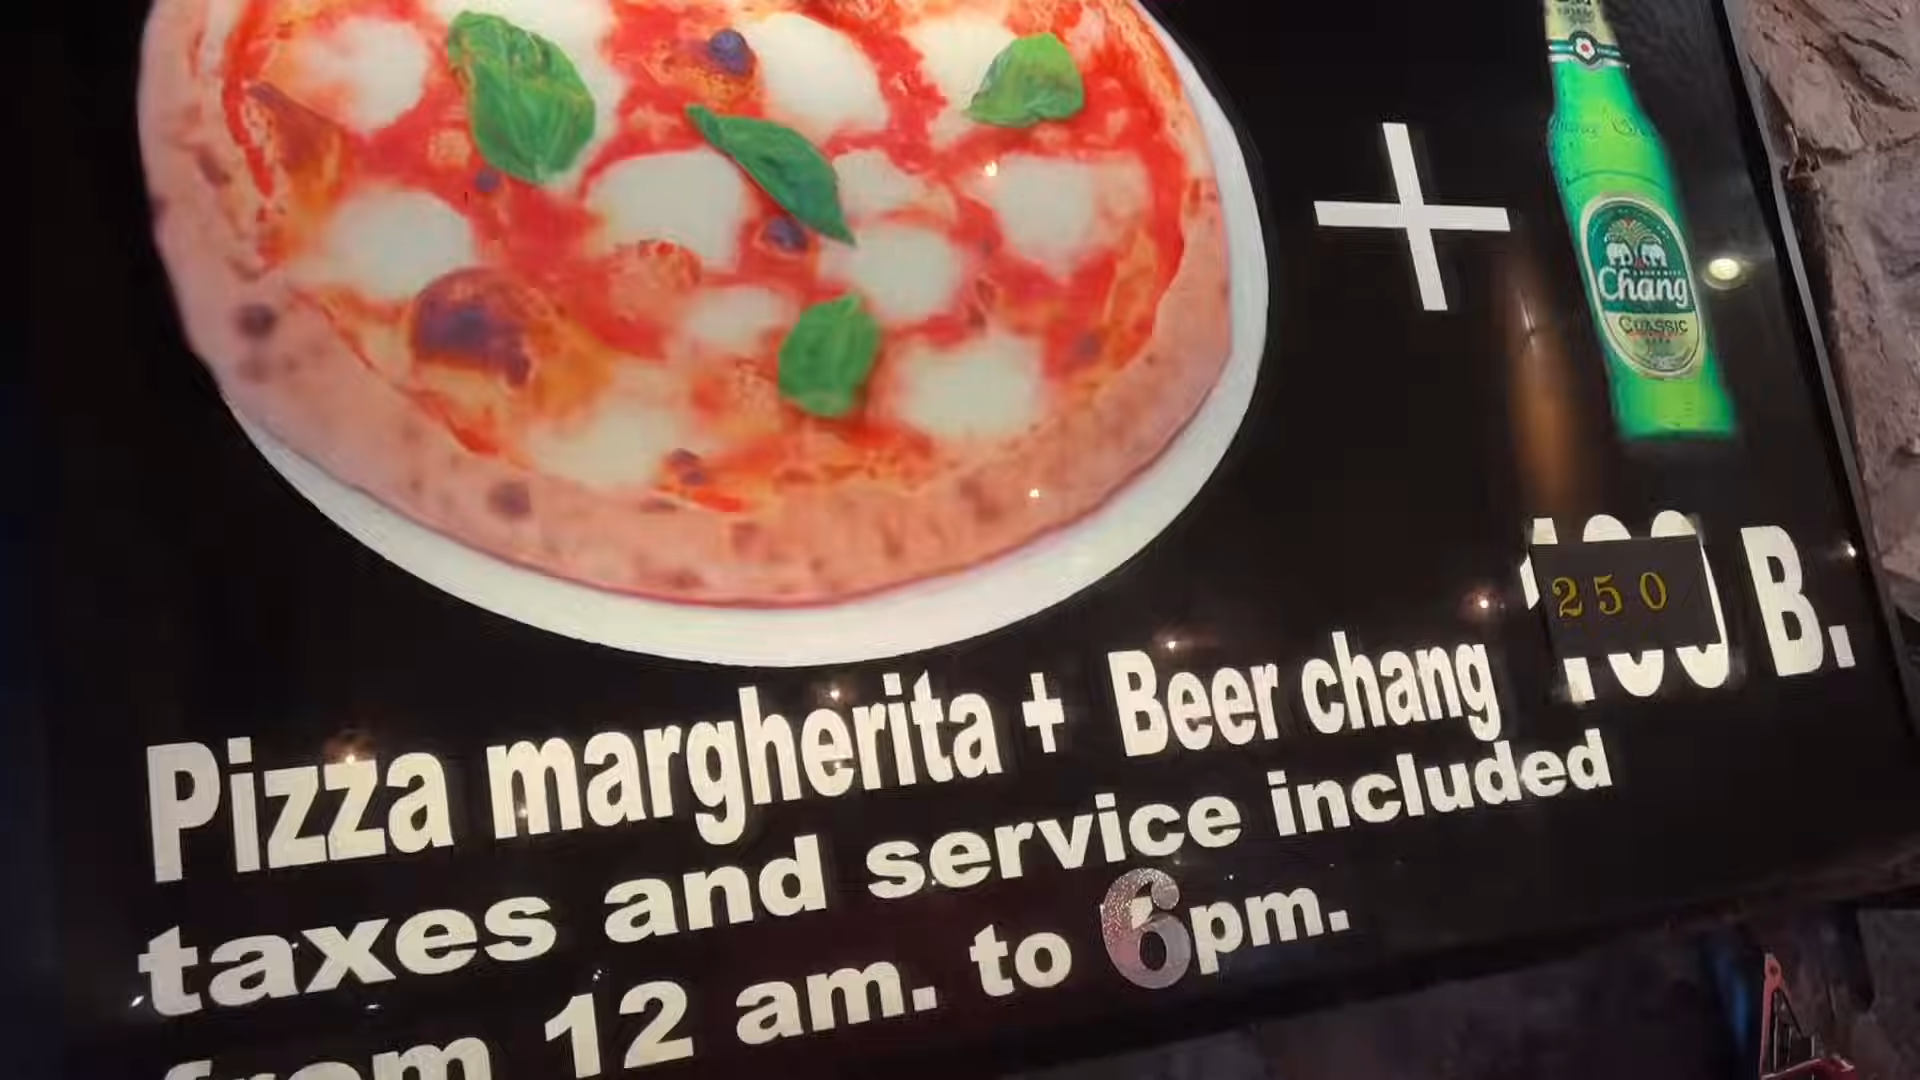 Chang
CLASSIC
250 B.
Pizza margherita + Beer chang
taxes and service included
from 12 am. to 6pm.